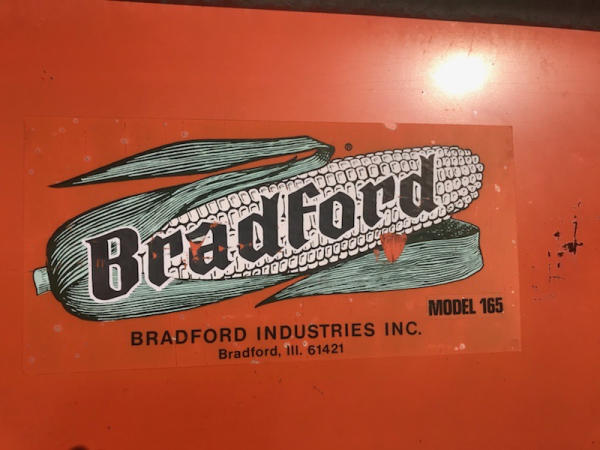 ®
Bradford
MODEL 165
BRADFORD INDUSTRIES INC.
Bradford, Ill. 61421